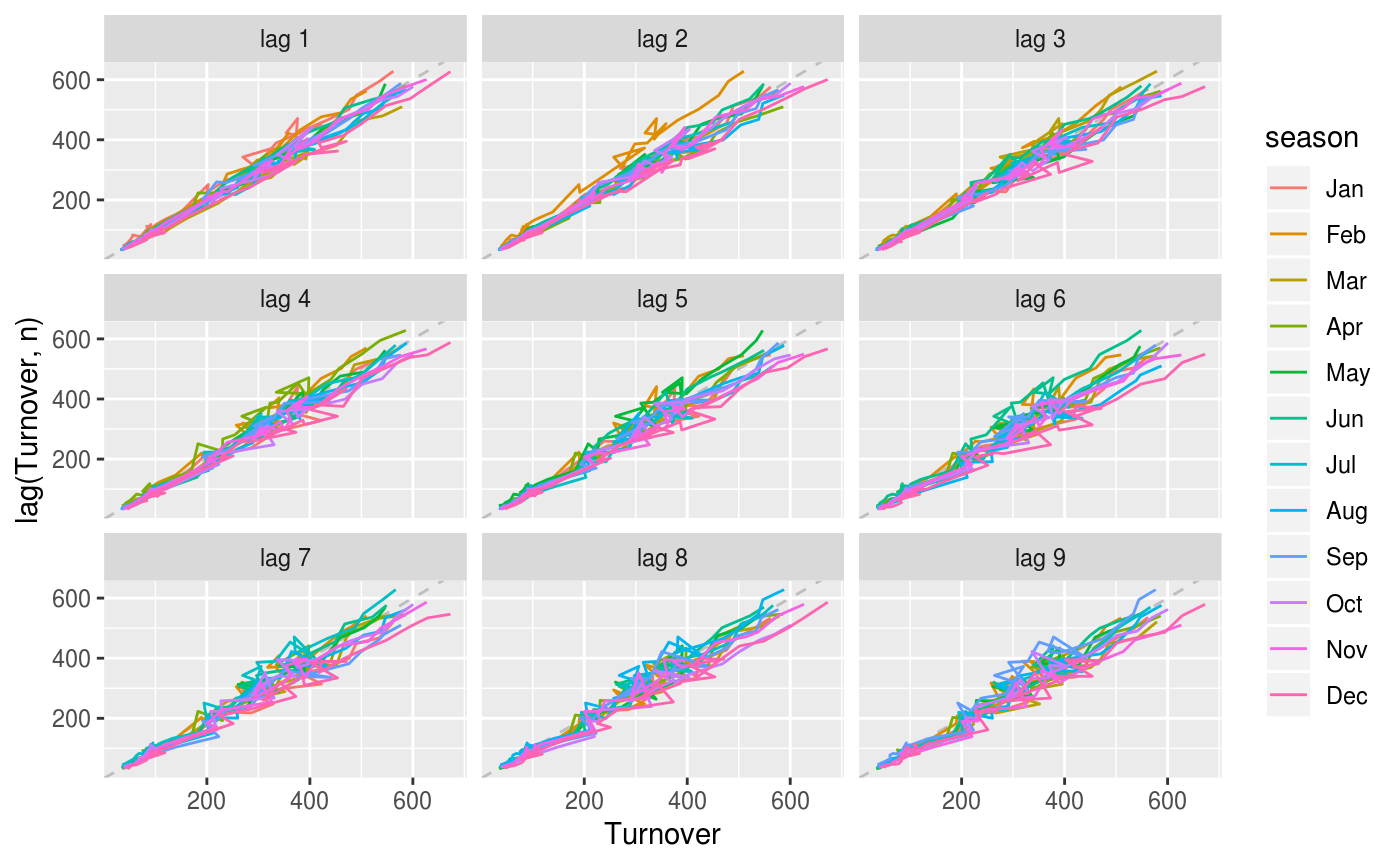 lag 1 lag 2 lag 3
600
400
200
lag 4 lag 5 lag 6
600
400
200
lag 7 lag 8 lag 9
600
400
200
200 400 600 200 400 600 200 400 600
Turnover
lag(Turnover, n)
season
Jan
Feb
Mar
Apr
May
Jun
Jul
Aug
Sep
Oct
Nov
Dec